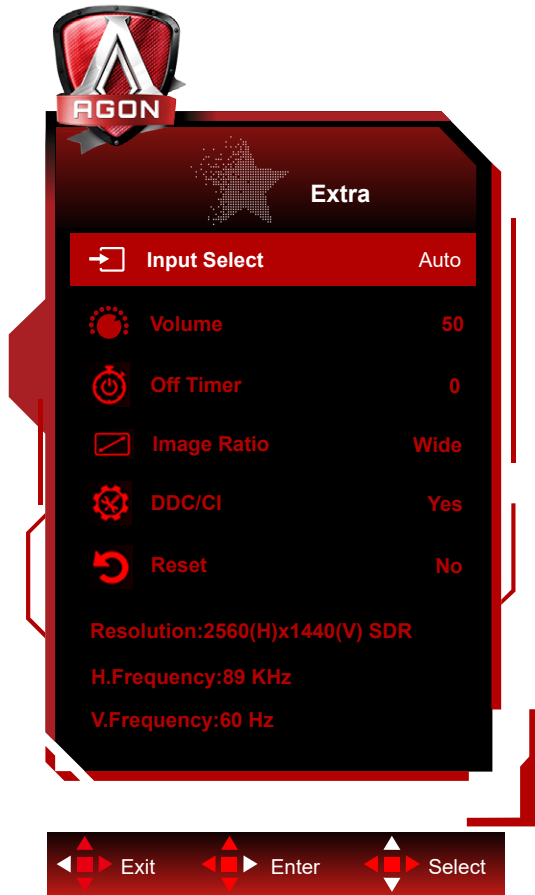 AGON
Extra
Input Select Auto
Volume 50
Off Timer 0
Image Ratio Wide
DDC/CI Yes
Reset No
Resolution:2560(H)x1440(V) SDR
H.Frequency:89 KHz
V.Frequency:60 Hz
Exit Enter Select